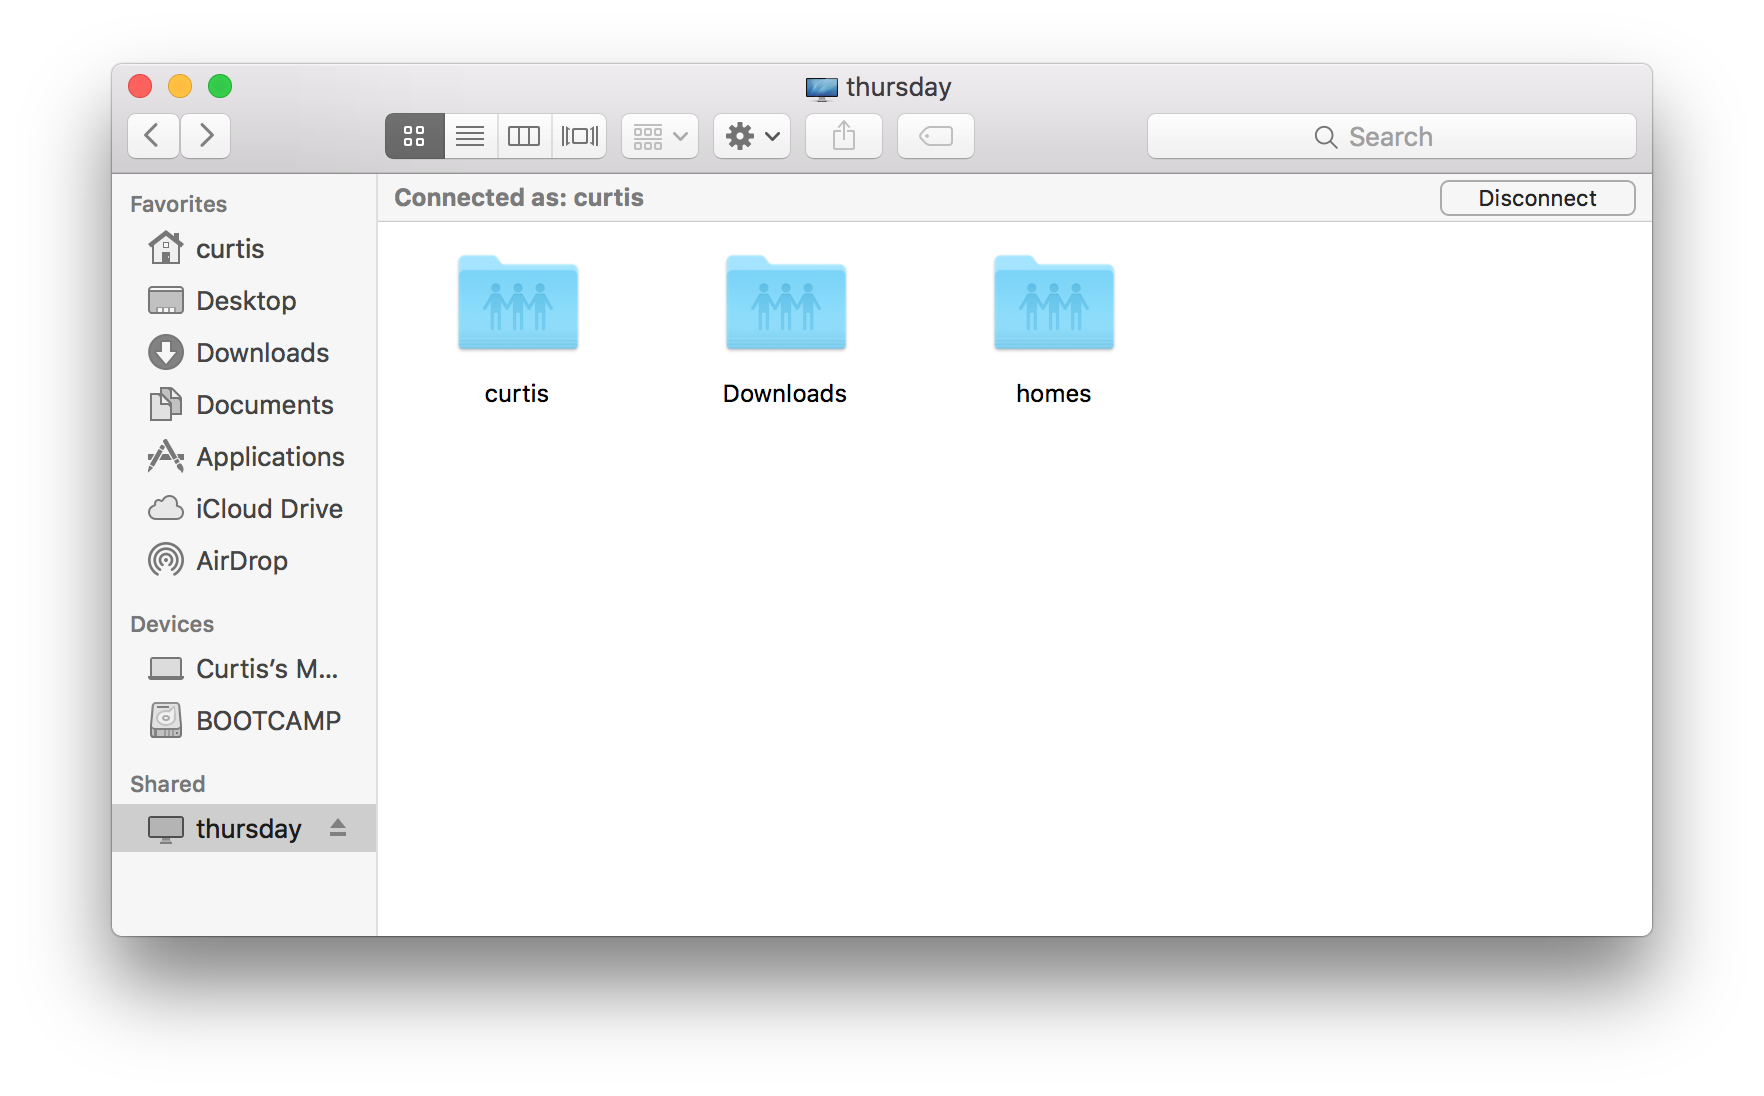 thursday
Search
Favorites
curtis
Desktop
Downloads
Documents
Applications
iCloud Drive
AirDrop
Devices
Curtis’s M...
BOOTCAMP
Shared
thursday
Connected as: curtis
Disconnect
curtis
Downloads
homes